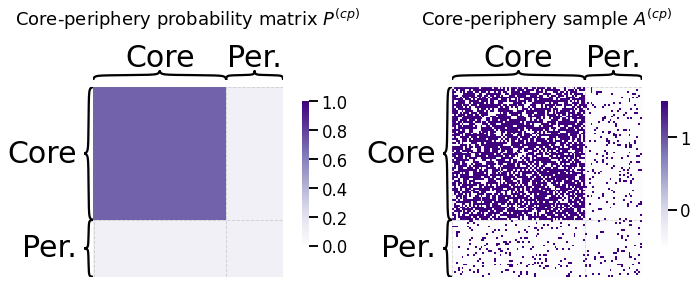 Core-periphery probability matrix P^(cp)
Core Per.
Core
Per.
1.0
0.8
0.6
0.4
0.2
0.0
Core-periphery sample A^(cp)
Core Per.
Core
Per.
1
0